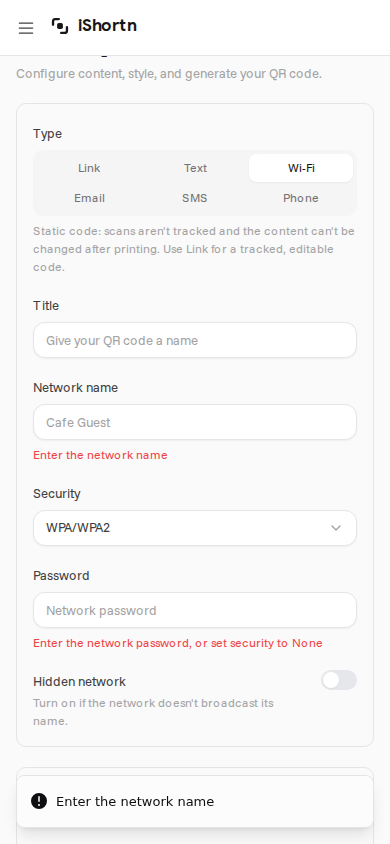 iShortn
Configure content, style, and generate your QR code.
Type
Link Text Wi-Fi
Email SMS Phone
Static code: scans aren't tracked and the content can't be
changed after printing. Use Link for a tracked, editable
code.
Title
Give your QR code a name
Network name
Cafe Guest
Enter the network name
Security
WPA/WPA2
Password
Network password
Enter the network password, or set security to None
Hidden network
Turn on if the network doesn't broadcast its
name.
Enter the network name